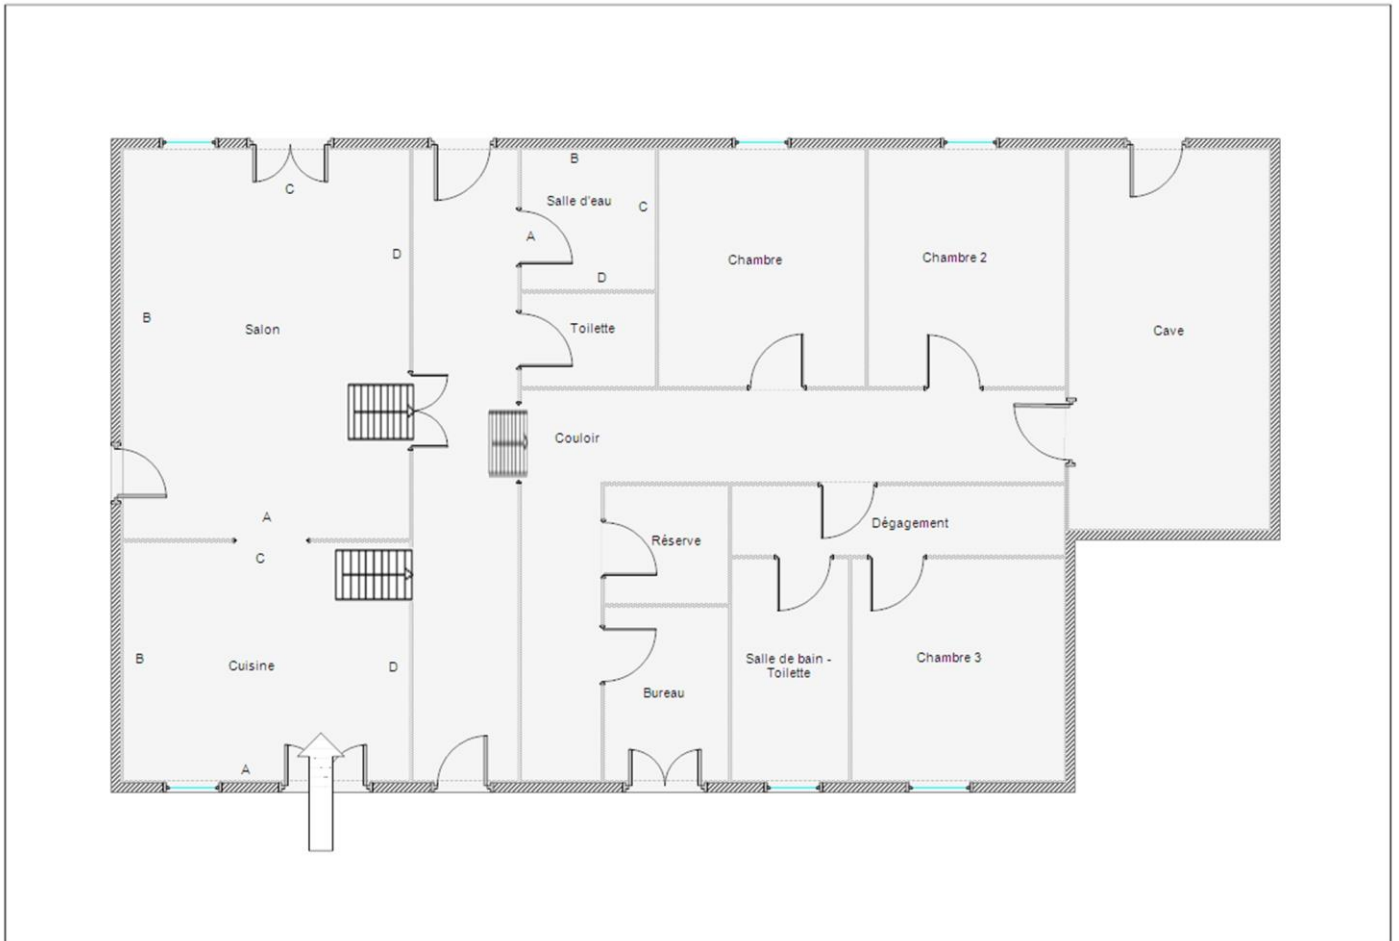 B
Salle d'eau
C
C
A
D
D
Chambre
Chambre 2
B
Salon
Toilette
Cave
Couloir
A
Dégagement
Réserve
C
B
Cuisine
D
Salle de bain -
Toilette
Chambre 3
Bureau
A